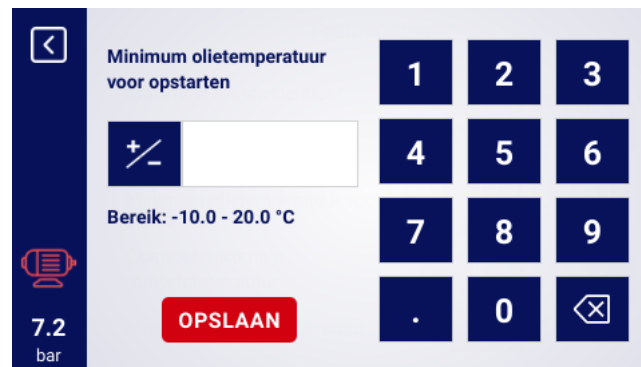 Minimum olietemperatuur
voor opstarten
+/-
Bereik: -10.0 - 20.0 °C
OPSLAAN
7.2
bar
1 2 3
4 5 6
7 8 9
. 0